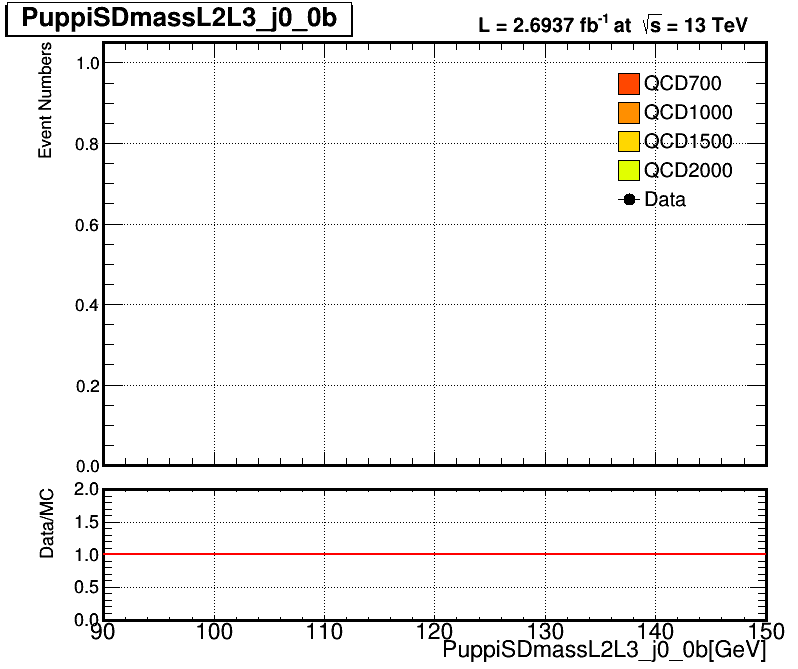 PuppiSDmassL2L3_j0_0b
L = 2.6937 fb⁻¹ at √s = 13 TeV
Event Numbers
1.0
0.8
0.6
0.4
0.2
0.0
QCD700
QCD1000
QCD1500
QCD2000
Data
Data/MC
2.0
1.5
1.0
0.5
0.0
90 100 110 120 130 140 150
PuppiSDmassL2L3_j0_0b[GeV]